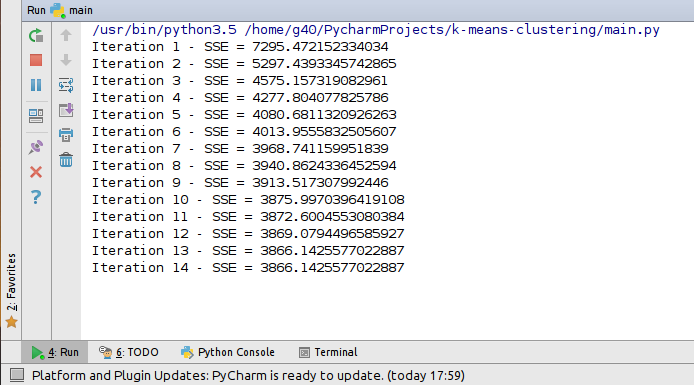 Run main
/usr/bin/python3.5 /home/g40/PycharmProjects/k-means-clustering/main.py
Iteration 1 - SSE = 7295.472152334034
Iteration 2 - SSE = 5297.4393345742865
Iteration 3 - SSE = 4575.157319082961
Iteration 4 - SSE = 4277.804077825786
Iteration 5 - SSE = 4080.6811320926263
Iteration 6 - SSE = 4013.9555832505607
Iteration 7 - SSE = 3968.741159951839
Iteration 8 - SSE = 3940.8624336452594
Iteration 9 - SSE = 3913.517307992446
Iteration 10 - SSE = 3875.9970396419108
Iteration 11 - SSE = 3872.6004553080384
Iteration 12 - SSE = 3869.0794496585927
Iteration 13 - SSE = 3866.1425577022887
Iteration 14 - SSE = 3866.1425577022887
2: Favorites
4: Run 6: TODO Python Console Terminal
Platform and Plugin Updates: PyCharm is ready to update. (today 17:59)